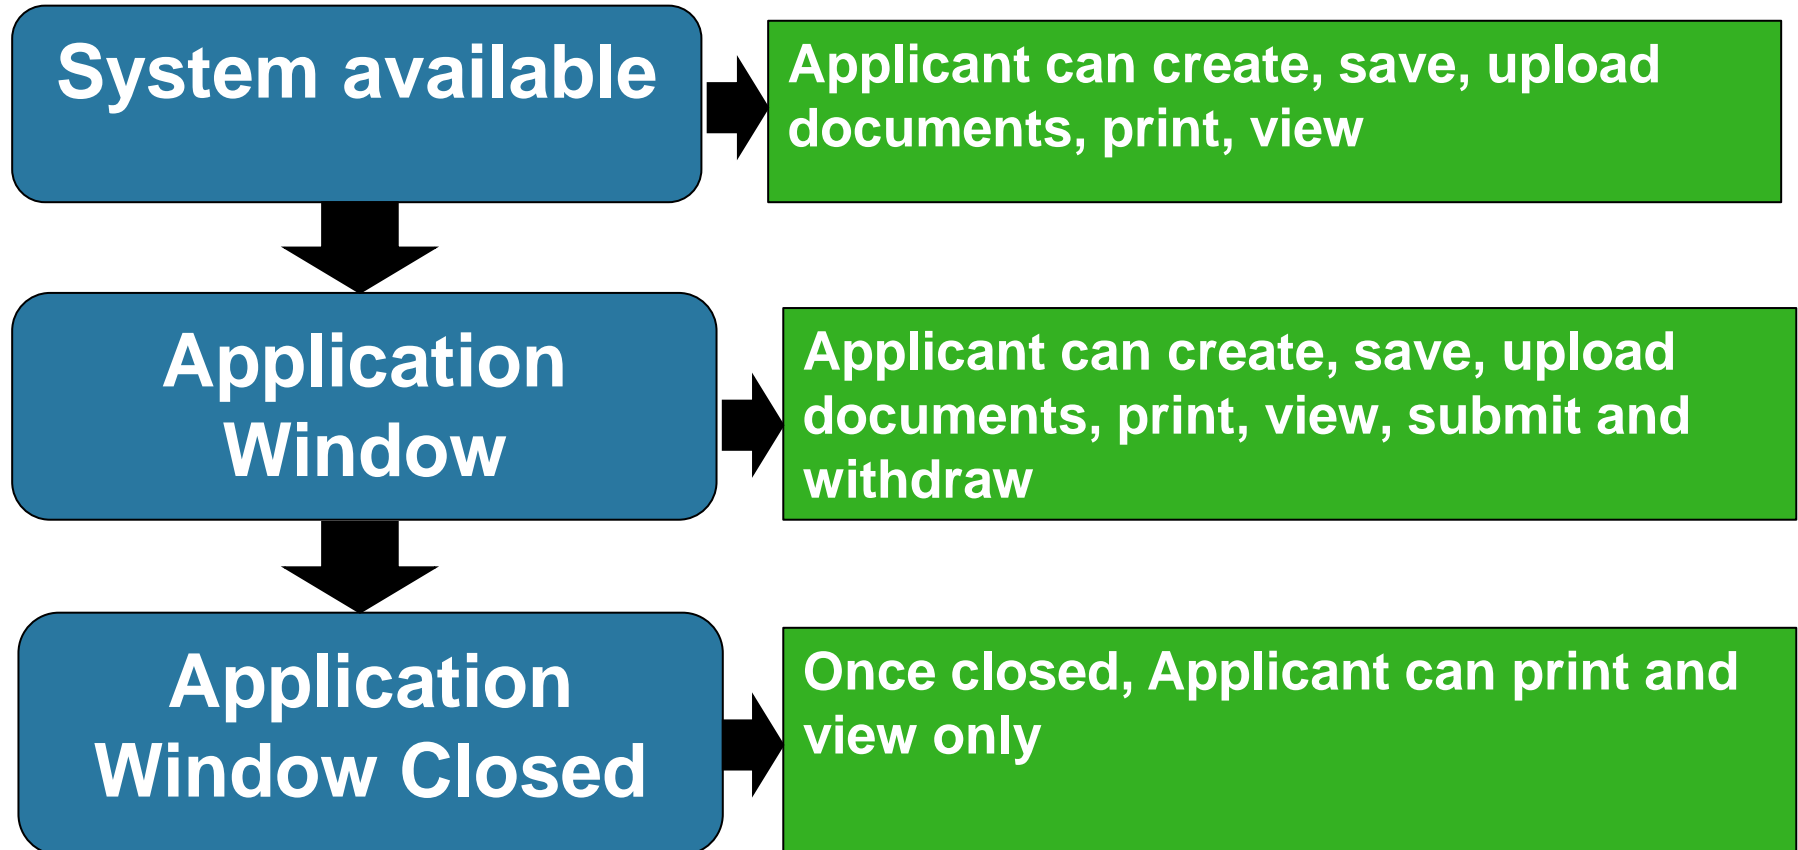 System available
Applicant can create, save, upload
documents, print, view
Application
Window
Applicant can create, save, upload
documents, print, view, submit and
withdraw
Application
Window Closed
Once closed, Applicant can print and
view only